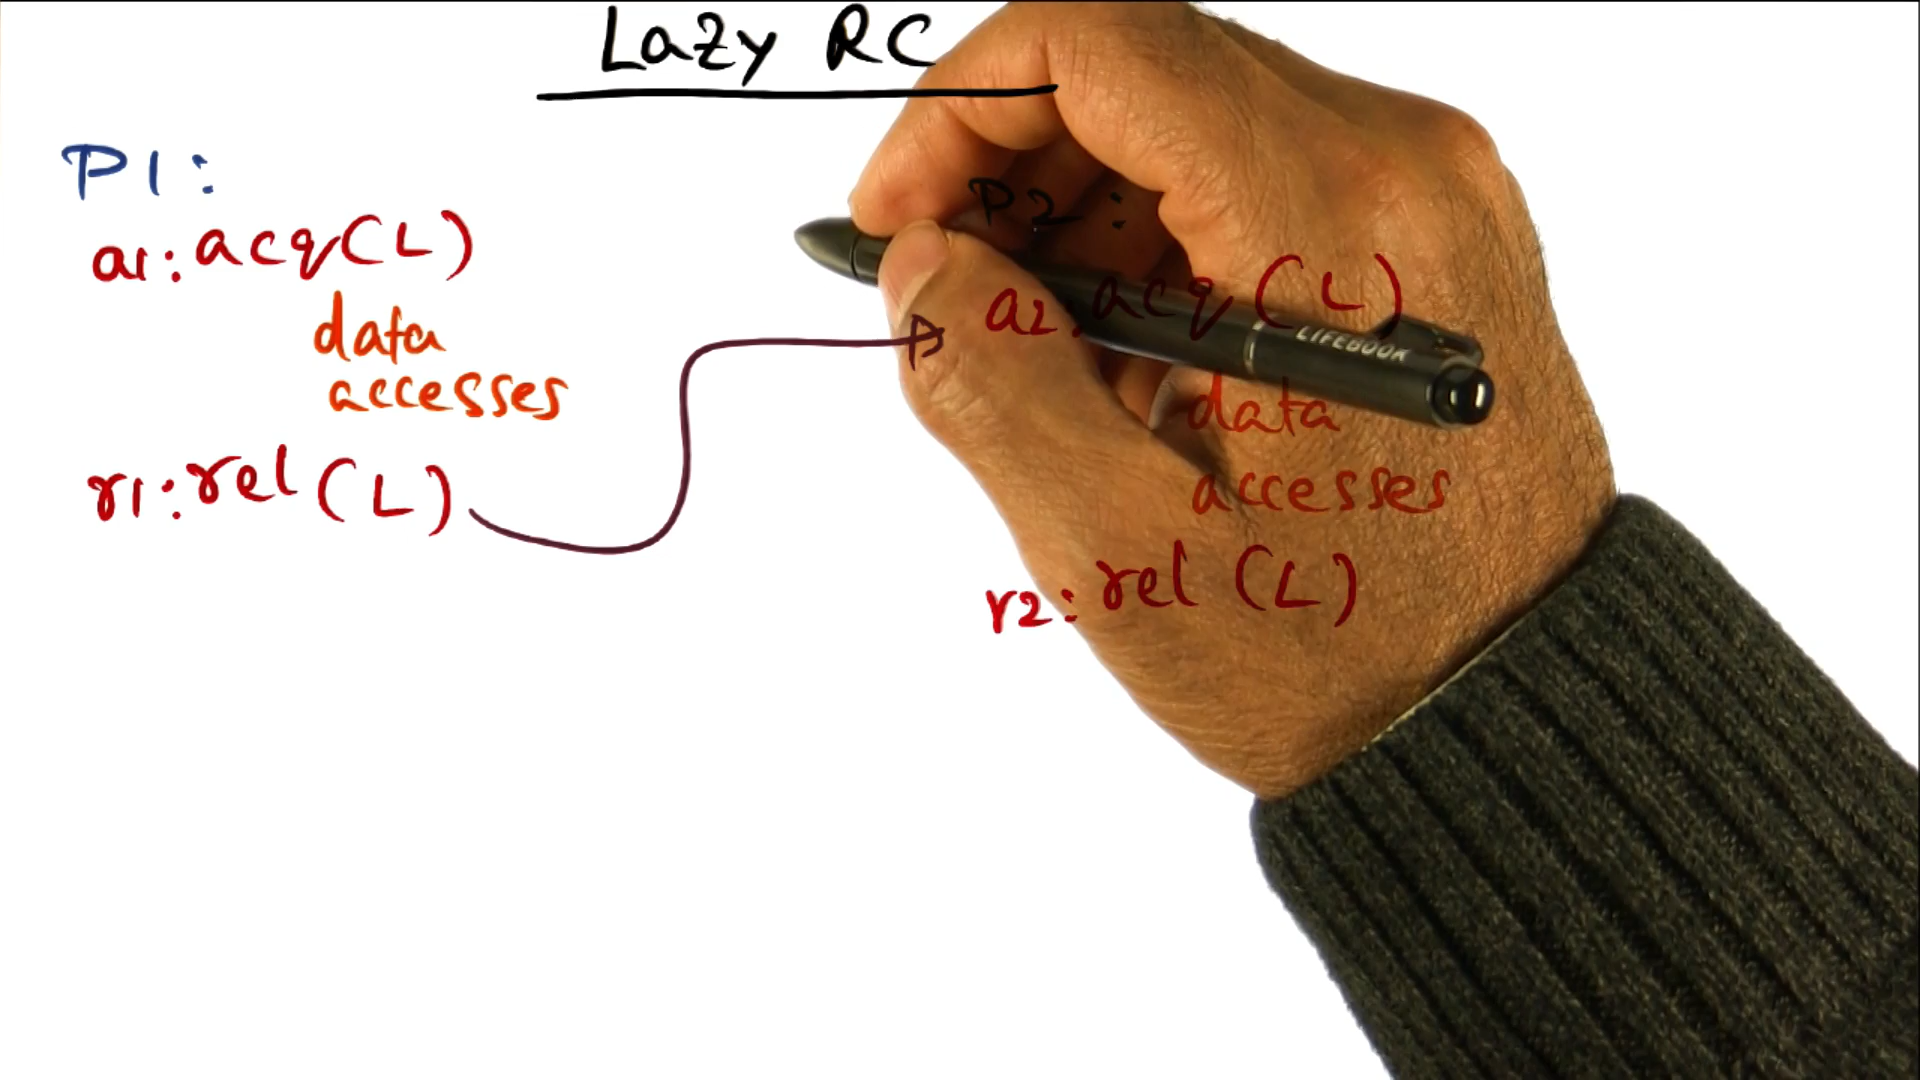 Lazy RC
P1:
a1: acq(L)
data
accesses
r1: rel(L)
P2:
a2: acq(L)
data
accesses
r2: rel(L)
LIFEBOOK